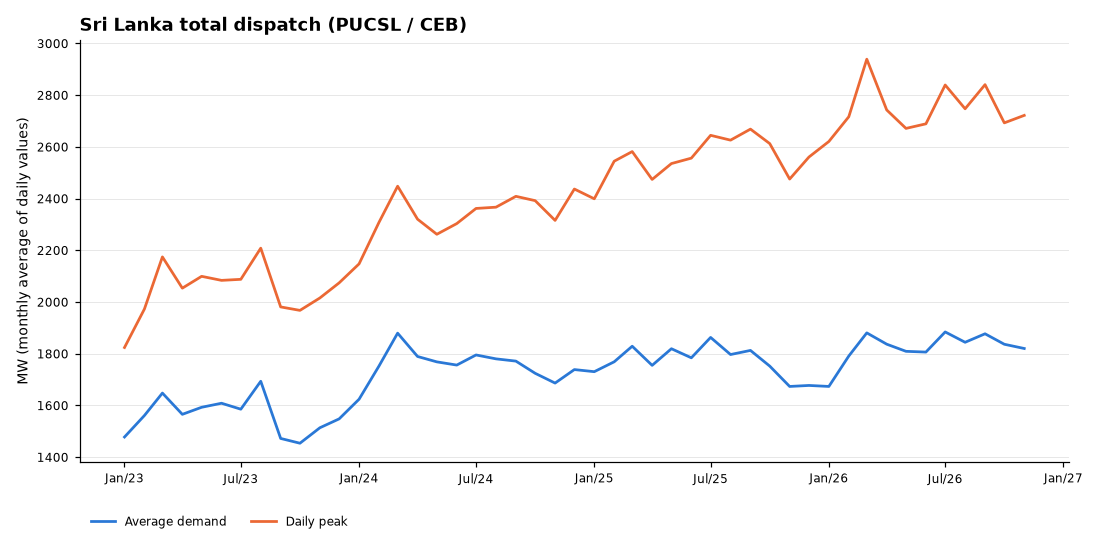 Sri Lanka total dispatch (PUCSL / CEB)
MW (monthly average of daily values)
3000
2800
2600
2400
2200
2000
1800
1600
1400
Jan/23 Jul/23 Jan/24 Jul/24 Jan/25 Jul/25 Jan/26 Jul/26 Jan/27
Average demand Daily peak